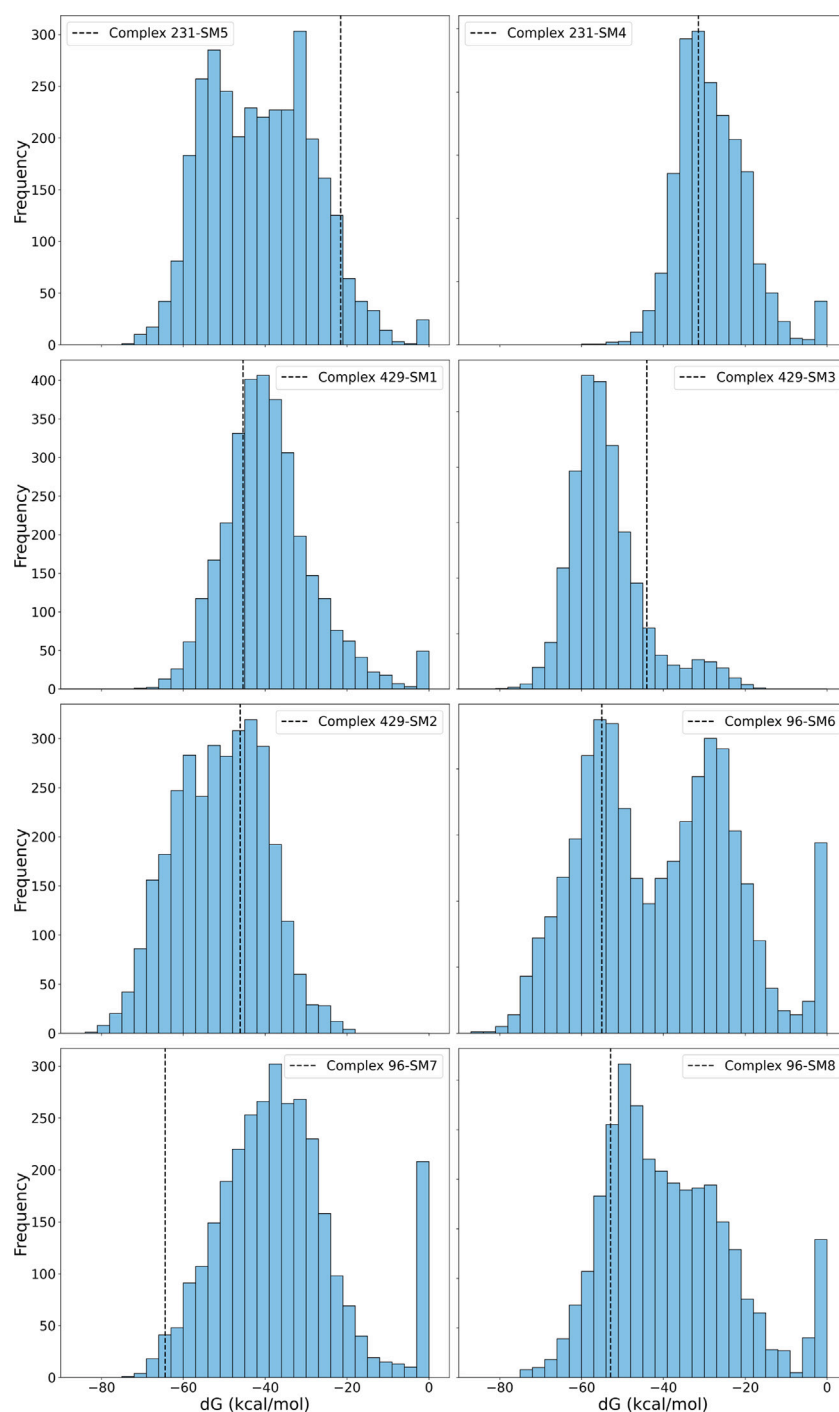 Complex 231-SM5
Complex 231-SM4
Frequency
300
250
200
150
100
50
0
Complex 429-SM1
Complex 429-SM3
Frequency
400
350
300
250
200
150
100
50
0
Complex 429-SM2
Complex 96-SM6
Frequency
300
250
200
150
100
50
0
Complex 96-SM7
Complex 96-SM8
Frequency
300
250
200
150
100
50
0
−80 −60 −40 −20 0
−80 −60 −40 −20 0
dG (kcal/mol)
dG (kcal/mol)